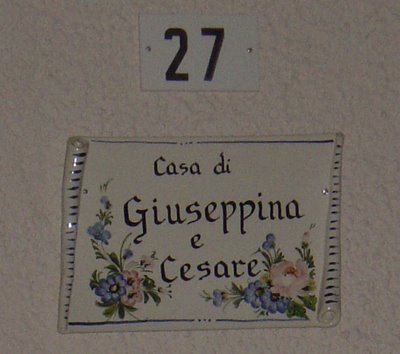 27
Casa di
Giuseppina
e
Cesare